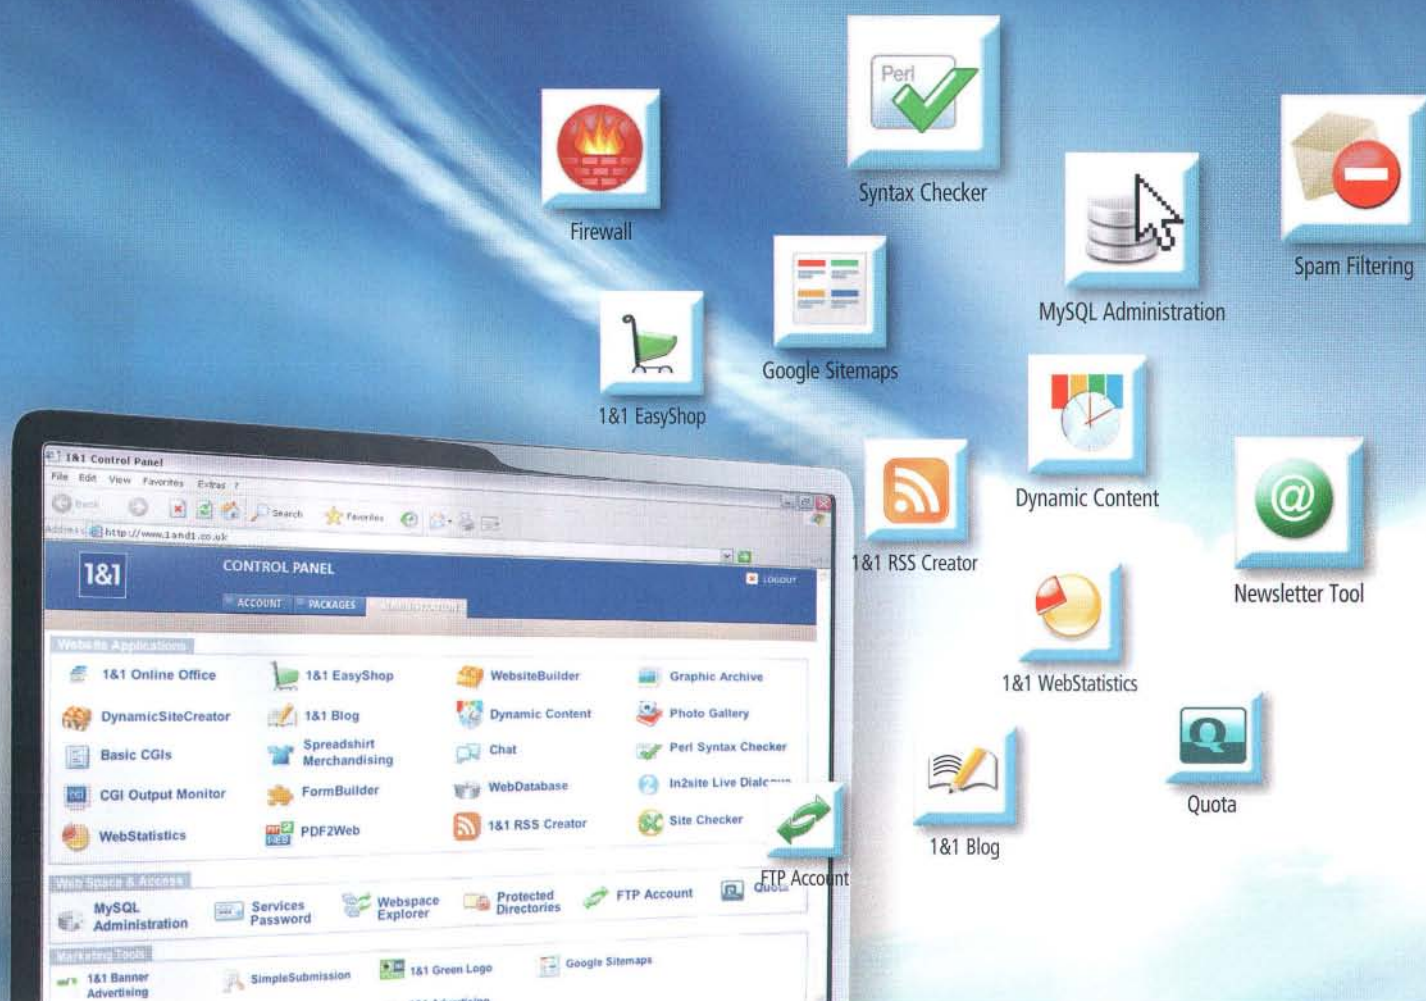 Perl
Syntax Checker
Firewall
MySQL Administration
Spam Filtering
Google Sitemaps
1&1 EasyShop
Dynamic Content
1&1 RSS Creator
@
Newsletter Tool
1&1 WebStatistics
Q
Quota
1&1 Blog
FTP Account
1&1 Control Panel
File Edit View Favorites Extras ?
Back Search Favorites
Address http://www.1and1.co.uk
1&1
CONTROL PANEL
LOGOUT
ACCOUNT PACKAGES ADMINISTRATION
Website Applications
1&1 Online Office 1&1 EasyShop WebsiteBuilder Graphic Archive
DynamicSiteCreator 1&1 Blog Dynamic Content Photo Gallery
Basic CGIs Spreadshirt Merchandising Chat Perl Syntax Checker
CGI Output Monitor FormBuilder WebDatabase In2site Live
WebStatistics PDF2Web 1&1 RSS Creator Site Checker
Web Space & Access
MySQL Administration Services Password Webspace Explorer Protected Directories FTP Account Quota
Marketing Tools
1&1 Banner Advertising SimpleSubmission 1&1 Green Logo Google Sitemaps